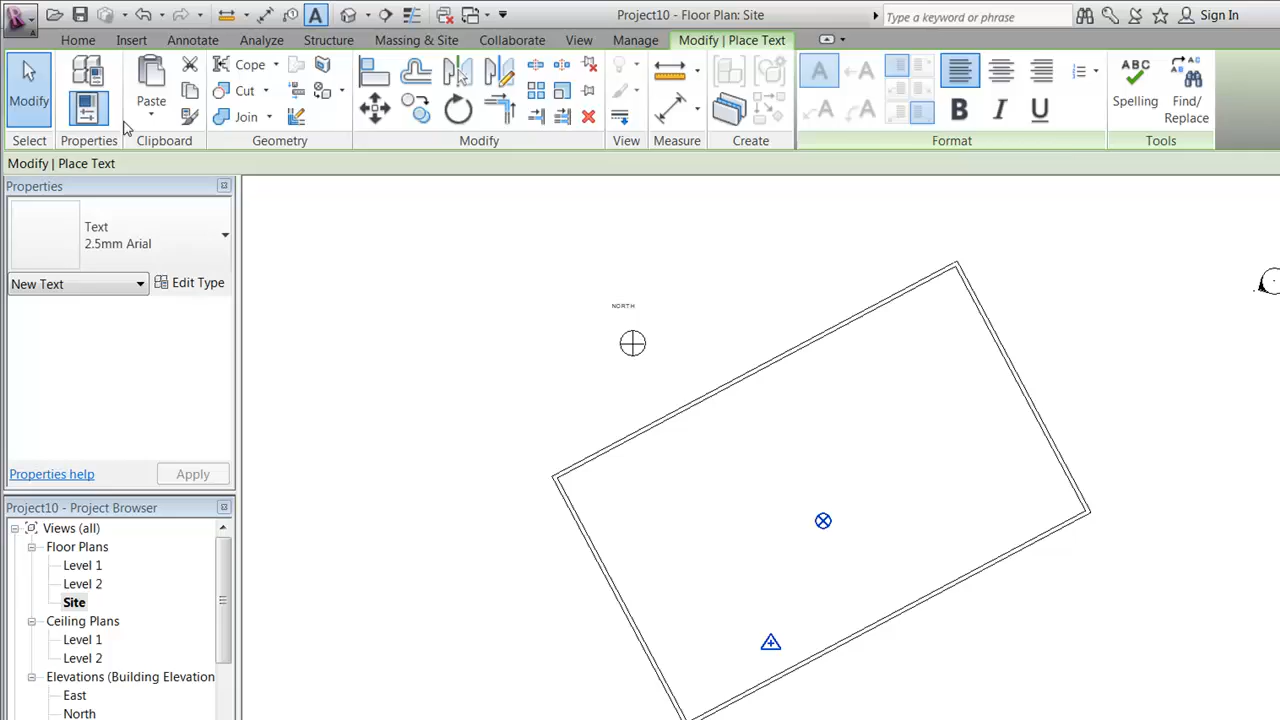 Project10 - Floor Plan: Site
Type a keyword or phrase
Sign In
Home
Insert
Annotate
Analyze
Structure
Massing & Site
Collaborate
View
Manage
Modify | Place Text
Modify
Paste
Cope
Cut
Join
Spelling
Find/
Replace
Select
Properties
Clipboard
Geometry
Modify
View
Measure
Create
Format
Tools
Modify | Place Text
Properties
Text
2.5mm Arial
New Text
Edit Type
Properties help
Apply
Project10 - Project Browser
Views (all)
Floor Plans
Level 1
Level 2
Site
Ceiling Plans
Level 1
Level 2
Elevations (Building Elevation
East
North
NORTH